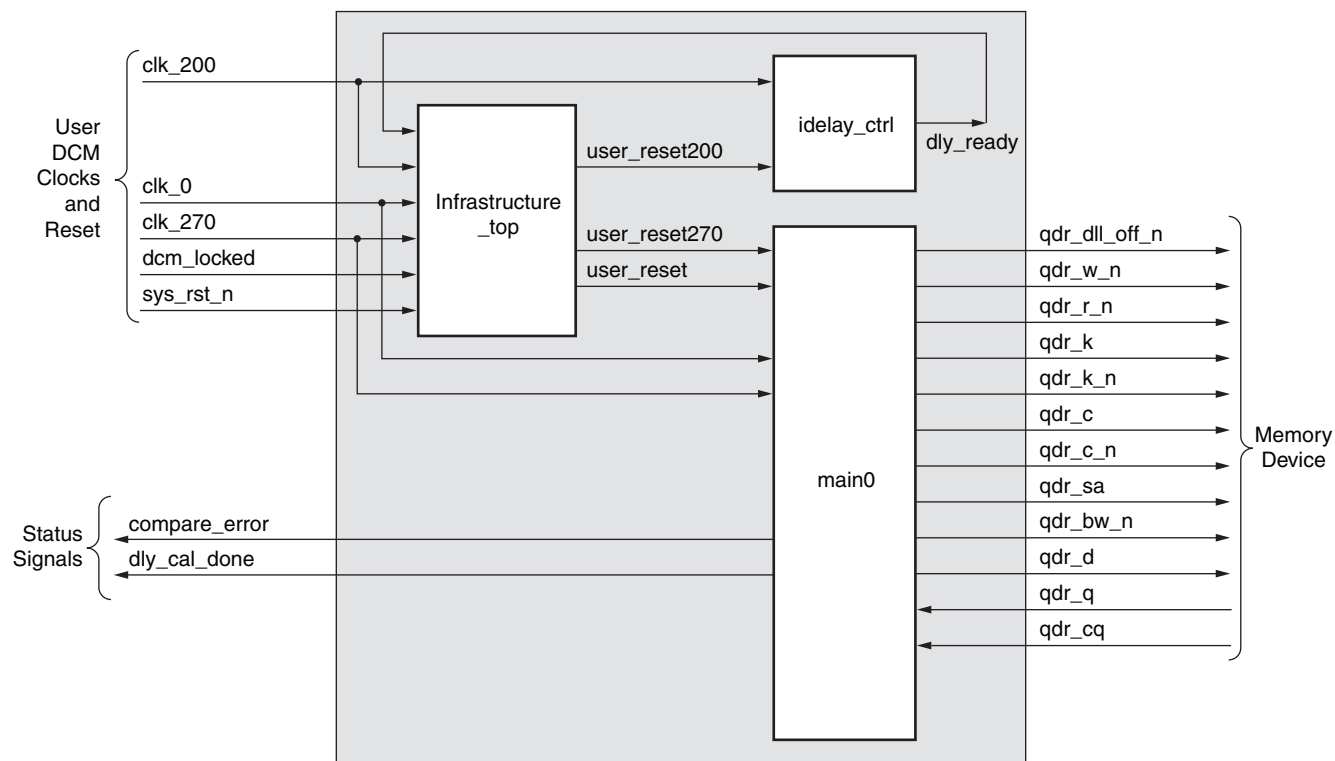 User
DCM
Clocks
and
Reset
clk_200
clk_0
clk_270
dcm_locked
sys_rst_n
Infrastructure
_top
user_reset200
user_reset270
user_reset
idelay_ctrl
dly_ready
main0
qdr_dll_off_n
qdr_w_n
qdr_r_n
qdr_k
qdr_k_n
qdr_c
qdr_c_n
qdr_sa
qdr_bw_n
qdr_d
qdr_q
qdr_cq
Memory
Device
Status
Signals
compare_error
dly_cal_done